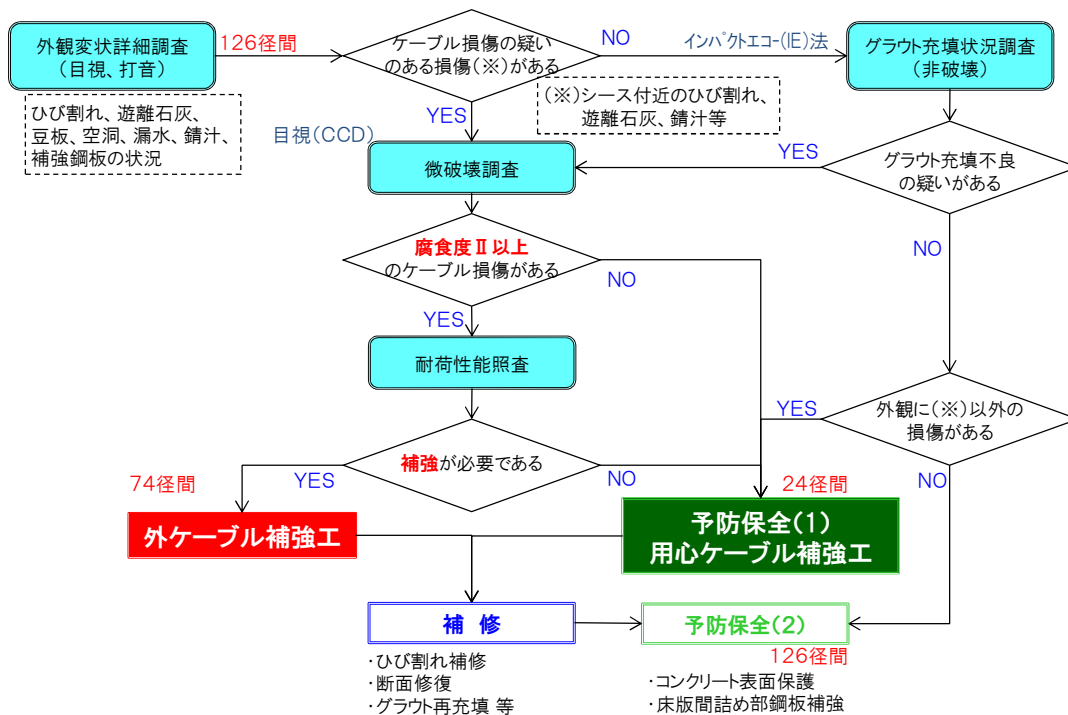 外観変状詳細調査
(目視、打音)
126径間
ケーブル損傷の疑い
のある損傷(※)がある
NO
インパクトエコー(IE)法
グラウト充填状況調査
(非破壊)
ひび割れ、遊離石灰、
豆板、空洞、漏水、錆汁、
補強鋼板の状況
YES
(※)シース付近のひび割れ、
遊離石灰、錆汁等
目視(CCD)
微破壊調査
YES
グラウト充填不良
の疑いがある
腐食度Ⅱ以上
のケーブル損傷がある
NO
NO
YES
耐荷性能照査
YES
外観に(※)以外の
損傷がある
補強が必要である
74径間
YES
NO
24径間
NO
外ケーブル補強工
予防保全(1)
用心ケーブル補強工
補 修
予防保全(2)
126径間
・ひび割れ補修
・断面修復
・グラウト再充填 等
・コンクリート表面保護
・床版間詰め部鋼板補強